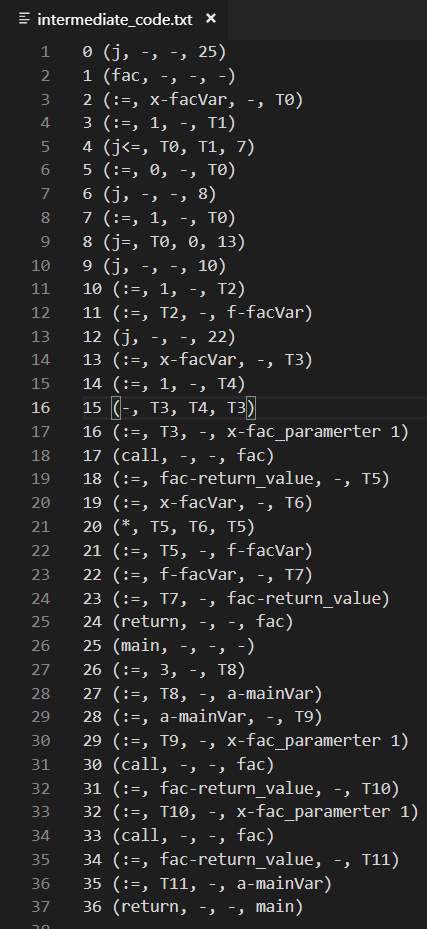 intermediate_code.txt ×
1 0 (j, -, -, 25)
2 1 (fac, -, -, -)
3 2 (:=, x-facVar, -, T0)
4 3 (:=, 1, -, T1)
5 4 (j<=, T0, T1, 7)
6 5 (:=, 0, -, T0)
7 6 (j, -, -, 8)
8 7 (:=, 1, -, T0)
9 8 (j=, T0, 0, 13)
10 9 (j, -, -, 10)
11 10 (:=, 1, -, T2)
12 11 (:=, T2, -, f-facVar)
13 12 (j, -, -, 22)
14 13 (:=, x-facVar, -, T3)
15 14 (:=, 1, -, T4)
16 15 (-, T3, T4, T3)
17 16 (:=, T3, -, x-fac_paramerter 1)
18 17 (call, -, -, fac)
19 18 (:=, fac-return_value, -, T5)
20 19 (:=, x-facVar, -, T6)
21 20 (*, T5, T6, T5)
22 21 (:=, T5, -, f-facVar)
23 22 (:=, f-facVar, -, T7)
24 23 (:=, T7, -, fac-return_value)
25 24 (return, -, -, fac)
26 25 (main, -, -, -)
27 26 (:=, 3, -, T8)
28 27 (:=, T8, -, a-mainVar)
29 28 (:=, a-mainVar, -, T9)
30 29 (:=, T9, -, x-fac_paramerter 1)
31 30 (call, -, -, fac)
32 31 (:=, fac-return_value, -, T10)
33 32 (:=, T10, -, x-fac_paramerter 1)
34 33 (call, -, -, fac)
35 34 (:=, fac-return_value, -, T11)
36 35 (:=, T11, -, a-mainVar)
37 36 (return, -, -, main)